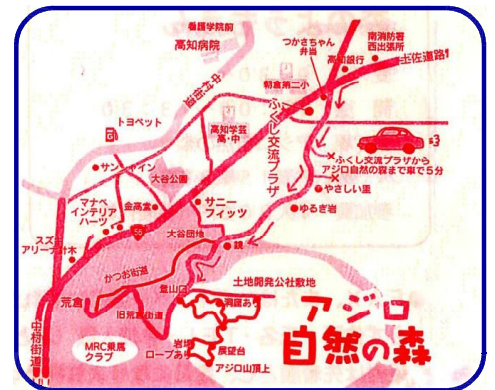 看護学院前
高知病院
つかさちゃん
弁当
南消防署
西出張所
高知銀行
土佐道路
朝倉第二小
中村街道
トヨペット
高知学芸
高・中
ふくし交流プラザ
ふくし交流プラザから
アジロ自然の森まで車で5分
サンシャイン
大谷公園
やさしい里
マナベ
インテリア
ハーツ
金高堂
サニー
フィッツ
ゆるぎ岩
56
大谷団地
スズキ
アリーナ針木
鏡
かつお街道
土地開発公社敷地
登山口
荒倉
旧荒倉街道
洞窟あり
岩場
ロープあり
展望台
アジロ山頂上
MRC乗馬
クラブ
中村街道
アジロ
自然の森